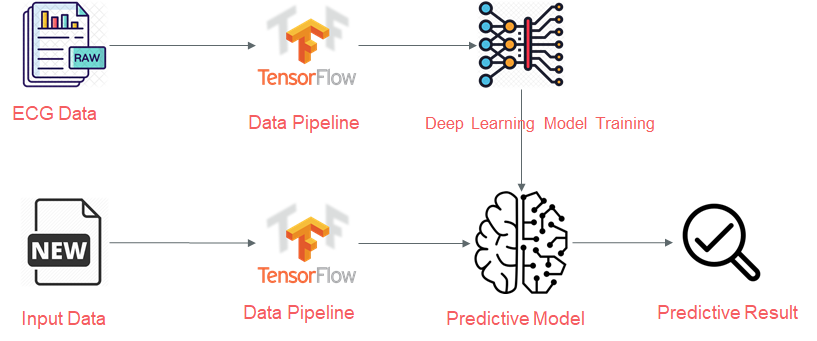 RAW
TensorFlow
ECG Data
Data Pipeline
Deep Learning Model Training
NEW
TensorFlow
Input Data
Data Pipeline
Predictive Model
Predictive Result